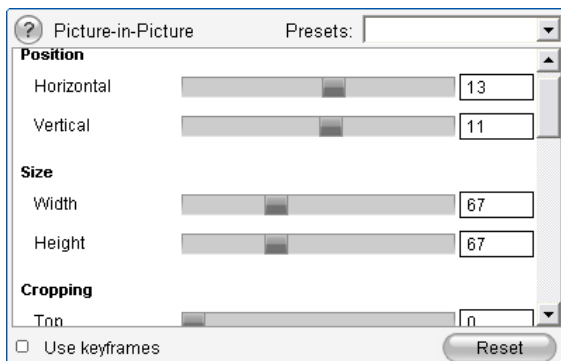 ? Picture-in-Picture Presets:
Position
Horizontal 13
Vertical 11
Size
Width 67
Height 67
Cropping
Top 0
Use keyframes Reset